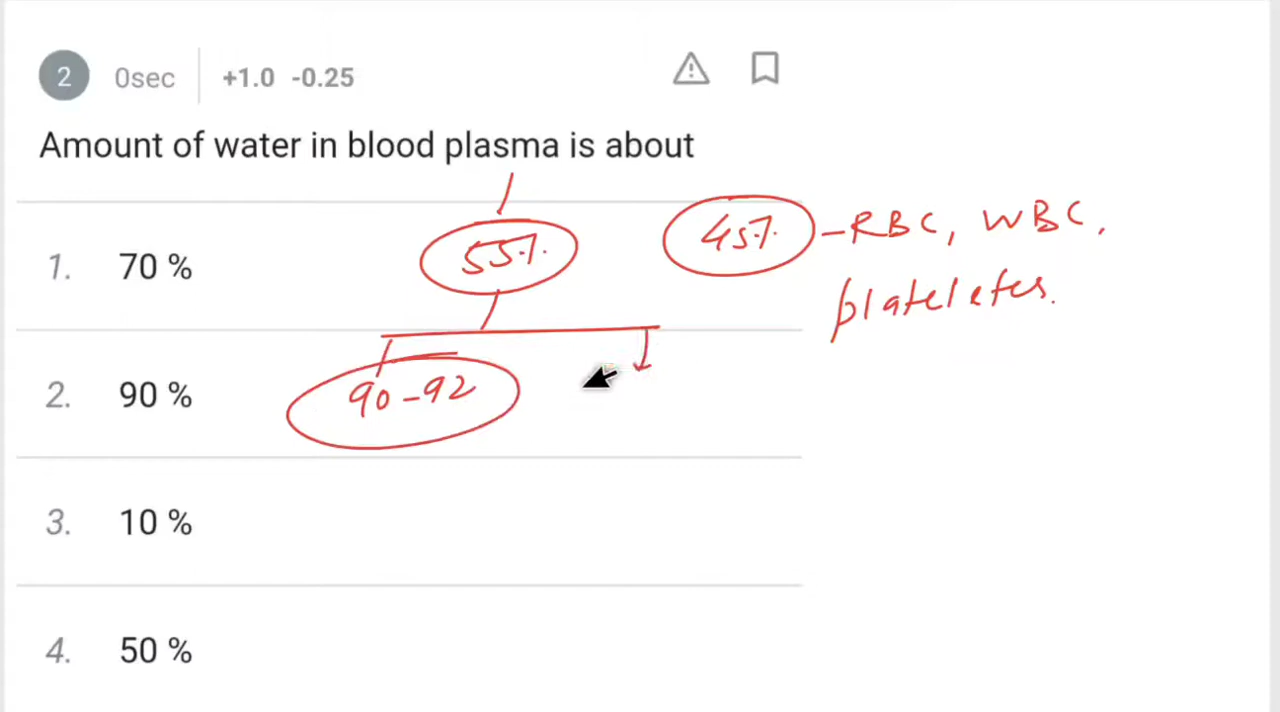 2 0sec +1.0 -0.25
Amount of water in blood plasma is about
1. 70 %
55%.
45%. - RBC, WBC,
plateletes.
2. 90 %
90-92
3. 10 %
4. 50 %